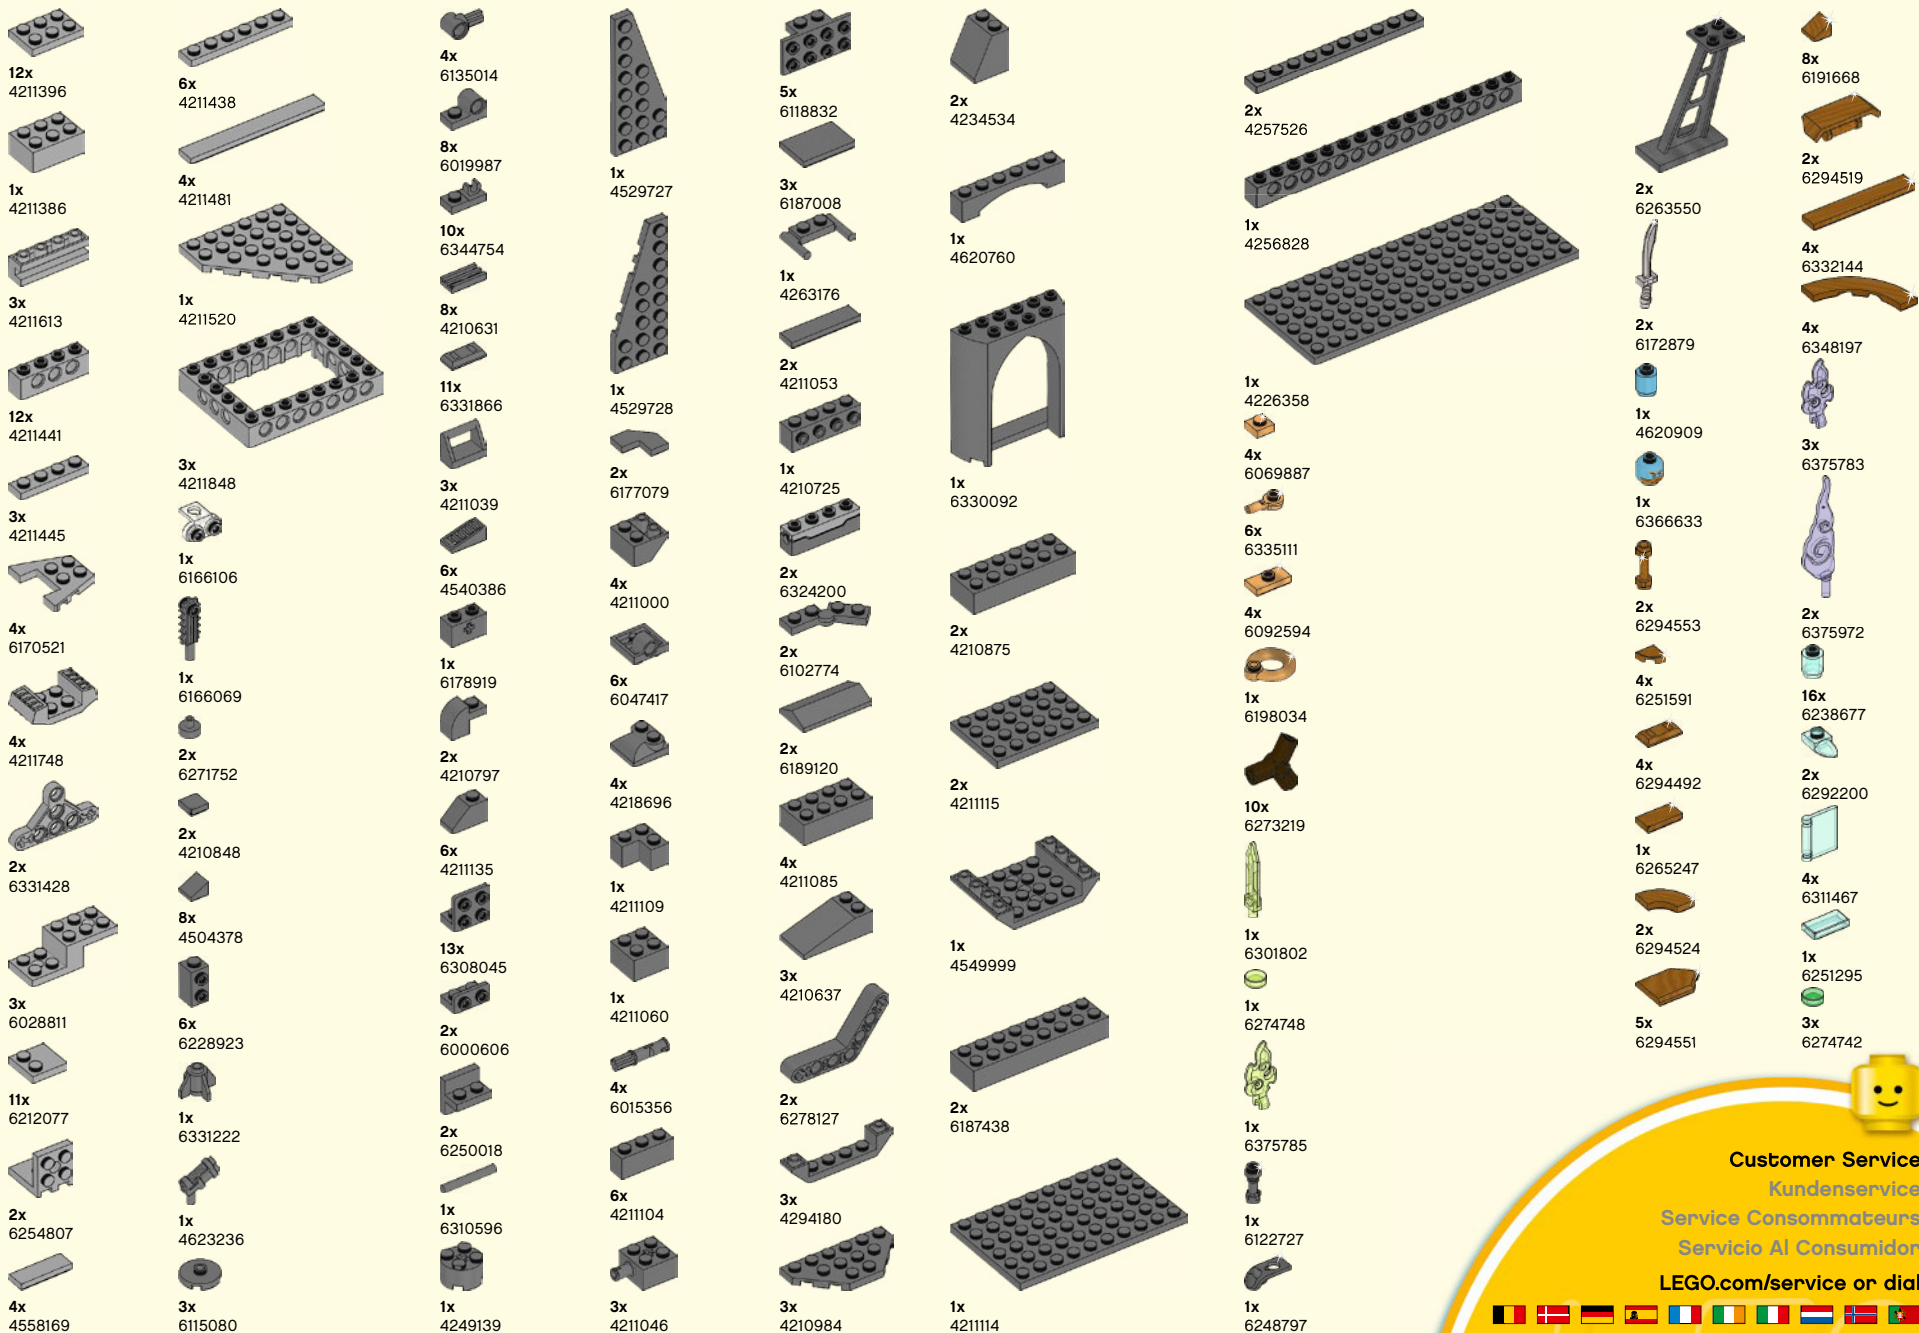 12x
4211396
1x
4211386
3x
4211613
12x
4211441
3x
4211445
4x
6170521
4x
4211748
2x
6331428
3x
6028811
11x
6212077
2x
6254807
4x
4558169
6x
4211438
4x
4211481
1x
4211520
3x
4211848
1x
6166106
1x
6166069
2x
6271752
2x
4210848
8x
4504378
6x
6228923
1x
6331222
1x
4623236
3x
6115080
4x
6135014
8x
6019987
10x
6344754
8x
4210631
11x
6331866
3x
4211039
6x
4540386
1x
6178919
2x
4210797
6x
4211135
13x
6308045
2x
6000606
2x
6250018
1x
6310596
1x
4249139
1x
4529727
1x
4529728
2x
6177079
4x
4211000
6x
6047417
4x
4218696
1x
4211109
1x
4211060
4x
6015356
6x
4211104
3x
4211046
5x
6118832
3x
6187008
1x
4263176
2x
4211053
1x
4210725
2x
6324200
2x
6102774
2x
6189120
4x
4211085
3x
4210637
2x
6278127
3x
4294180
3x
4210984
2x
4234534
1x
4620760
1x
6330092
2x
4210875
2x
4211115
1x
4549999
2x
6187438
1x
4211114
2x
4257526
1x
4256828
1x
4226358
4x
6069887
6x
6335111
4x
6092594
1x
6198034
10x
6273219
1x
6301802
1x
6274748
1x
6375785
1x
6122727
1x
6248797
2x
6263550
2x
6172879
1x
4620909
1x
6366633
2x
6294553
4x
6251591
4x
6294492
1x
6265247
2x
6294524
5x
6294551
8x
6191668
2x
6294519
4x
6332144
4x
6348197
3x
6375783
2x
6375972
16x
6238677
2x
6292200
4x
6311467
1x
6251295
3x
6274742
Customer Service
Kundenservice
Service Consommateurs
Servicio Al Consumidor
LEGO.com/service or dial